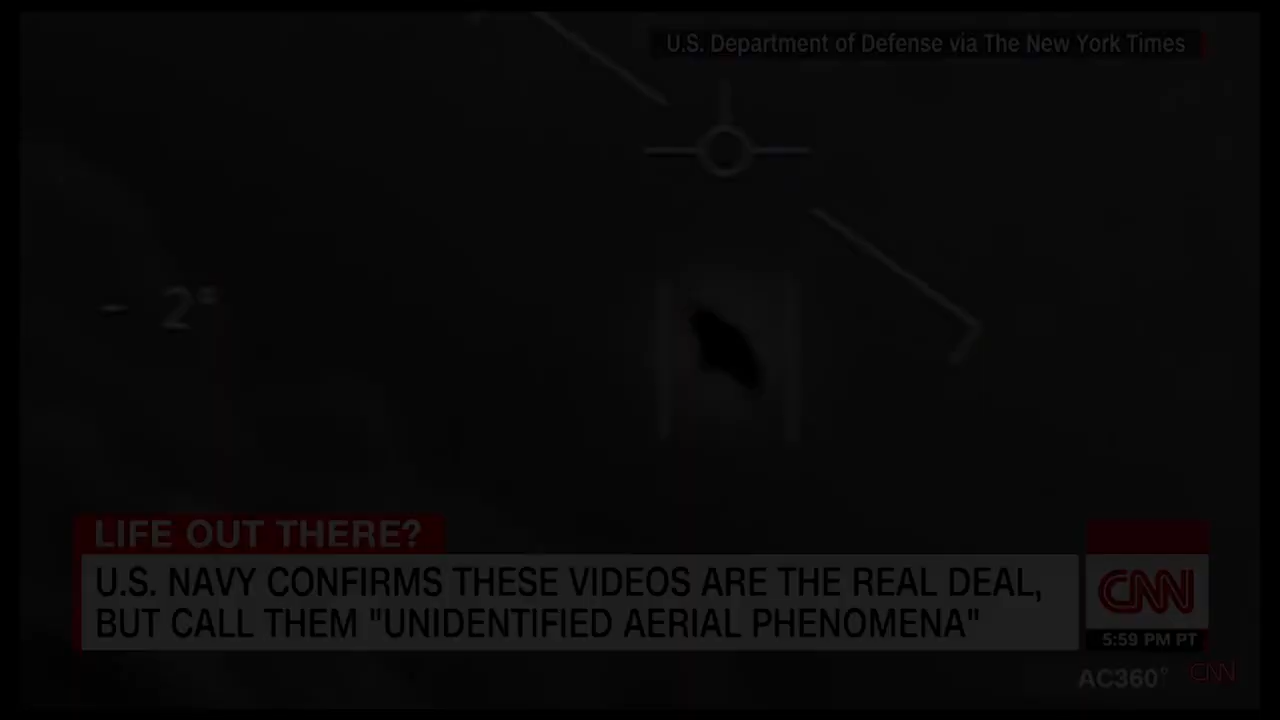 U.S. Department of Defense via The New York Times
- 2°
LIFE OUT THERE?
U.S. NAVY CONFIRMS THESE VIDEOS ARE THE REAL DEAL,
BUT CALL THEM "UNIDENTIFIED AERIAL PHENOMENA"
CNN
5:59 PM PT
AC360°
CNN